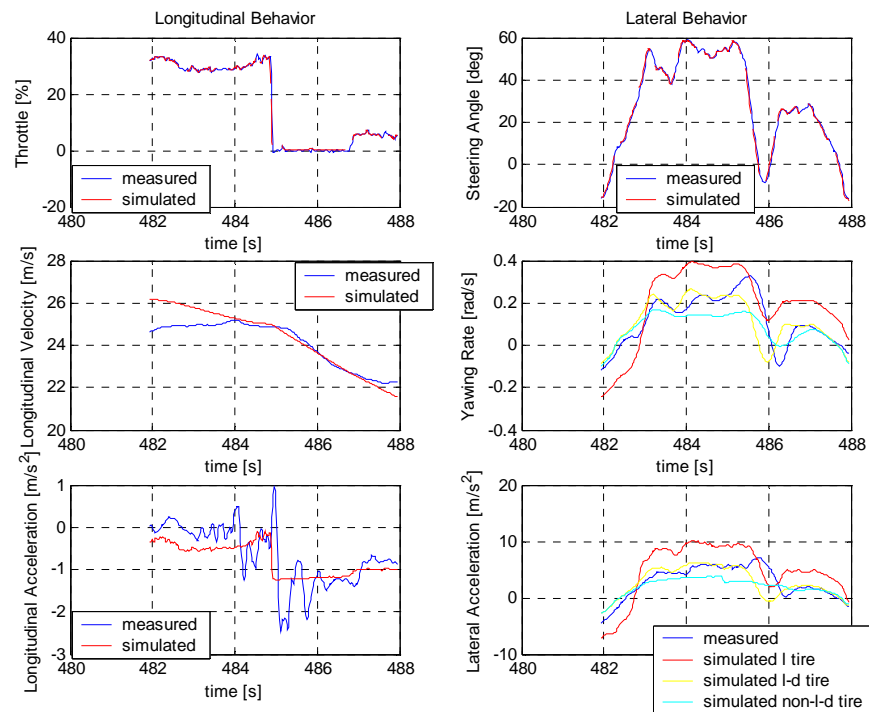 Longitudinal Behavior
40
20
0
-20
Throttle [%]
measured
simulated
480 482 484 486 488
time [s]
Lateral Behavior
60
40
20
0
-20
Steering Angle [deg]
measured
simulated
480 482 484 486 488
time [s]
28
26
24
22
20
Longitudinal Velocity [m/s]
measured
simulated
480 482 484 486 488
time [s]
0.4
0.2
0
-0.2
-0.4
Yawing Rate [rad/s]
480 482 484 486 488
time [s]
1
0
-1
-2
-3
Longitudinal Acceleration [m/s²]
measured
simulated
480 482 484 486 488
time [s]
20
10
0
-10
Lateral Acceleration [m/s²]
480 482 484 486 488
measured
simulated l tire
simulated l-d tire
simulated non-l-d tire